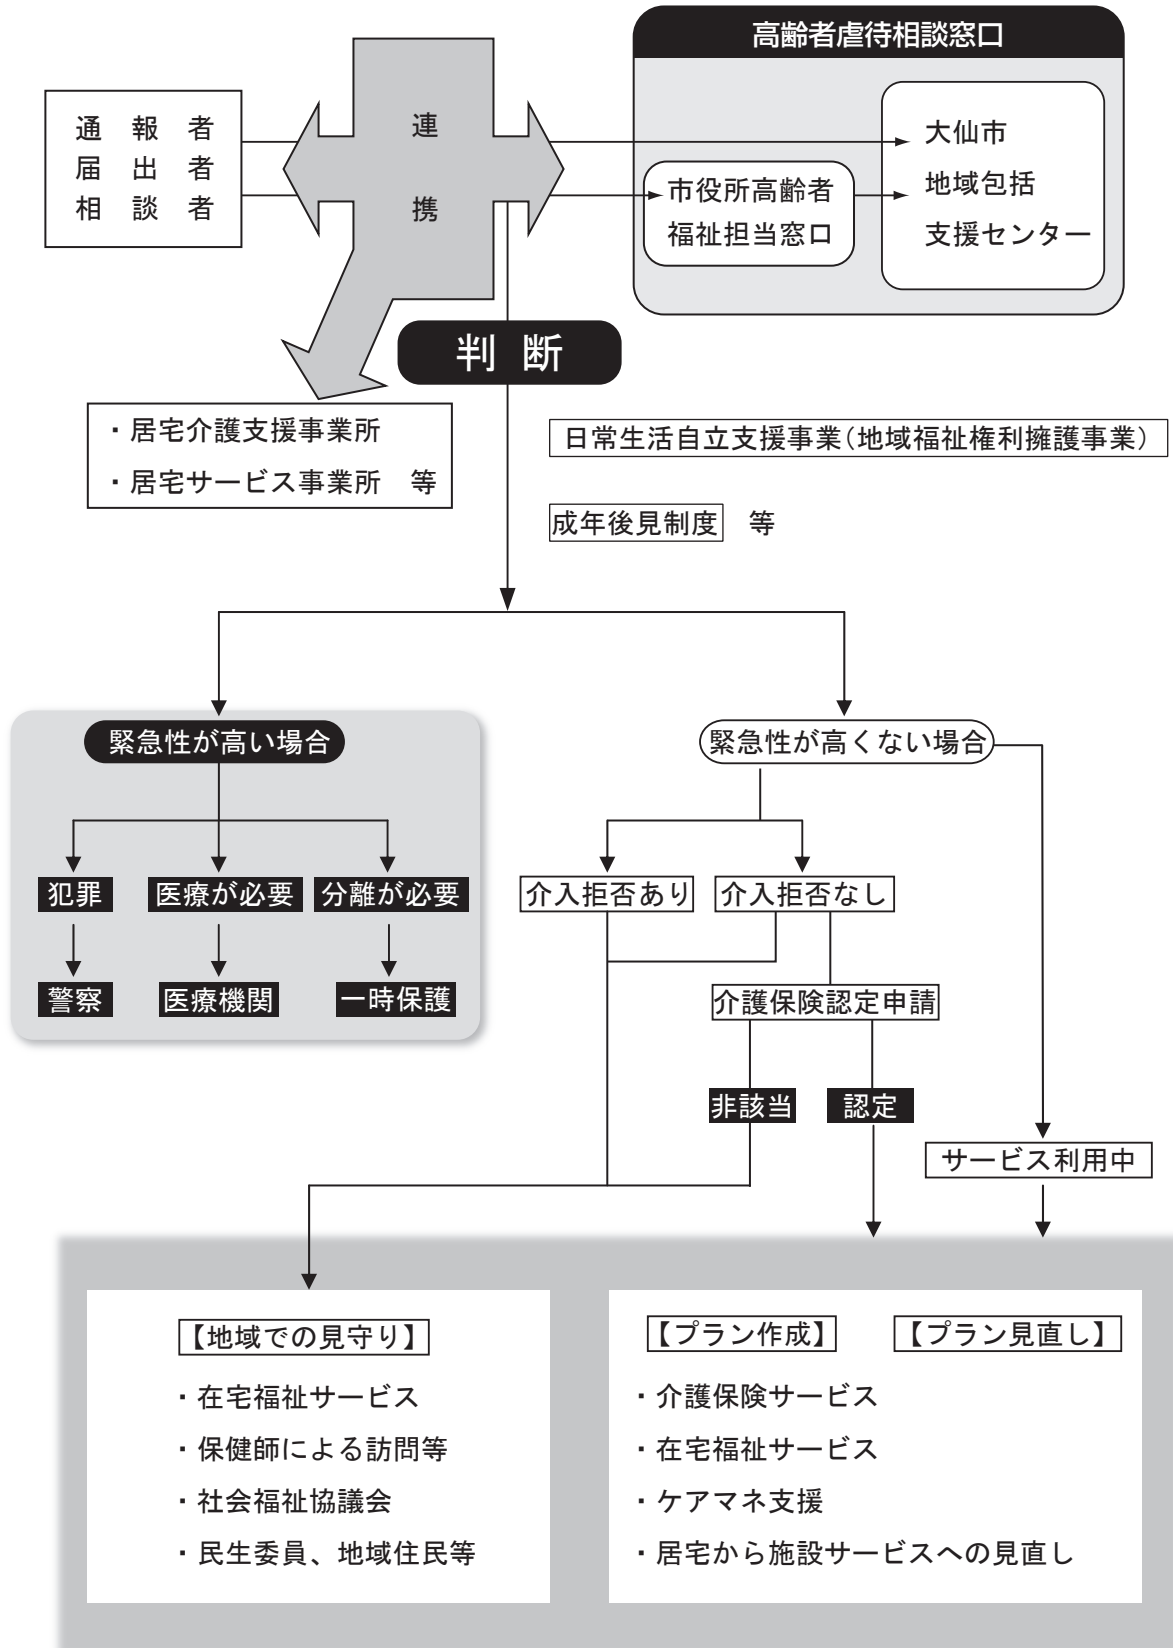 高齢者虐待相談窓口
通　報　者
届　出　者
相　談　者
連
携
大仙市
地域包括
支援センター
市役所高齢者
福祉担当窓口
判 断
・居宅介護支援事業所
・居宅サービス事業所　等
日常生活自立支援事業（地域福祉権利擁護事業）
成年後見制度　等
緊急性が高い場合
緊急性が高くない場合
犯罪
医療が必要
分離が必要
介入拒否あり
介入拒否なし
警察
医療機関
一時保護
介護保険認定申請
非該当
認定
サービス利用中
【地域での見守り】
・在宅福祉サービス
・保健師による訪問等
・社会福祉協議会
・民生委員、地域住民等
【プラン作成】
【プラン見直し】
・介護保険サービス
・在宅福祉サービス
・ケアマネ支援
・居宅から施設サービスへの見直し